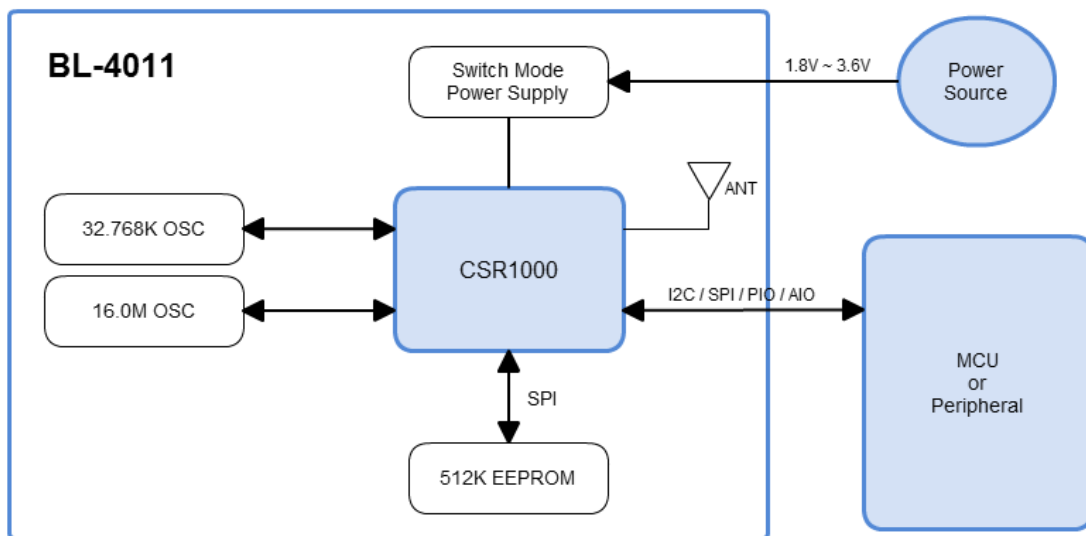 BL-4011
Switch Mode
Power Supply
1.8V ~ 3.6V
Power
Source
ANT
32.768K OSC
16.0M OSC
CSR1000
I2C / SPI / PIO / AIO
MCU
or
Peripheral
SPI
512K EEPROM